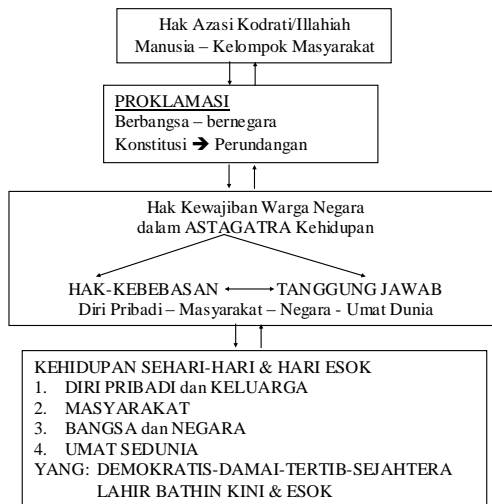 Hak Azasi Kodrati/Illahiah
Manusia – Kelompok Masyarakat
PROKLAMASI
Berbangsa – bernegara
Konstitusi ➔ Perundangan
Hak Kewajiban Warga Negara
dalam ASTAGATRA Kehidupan
HAK-KEBEBASAN TANGGUNG JAWAB
Diri Pribadi – Masyarakat – Negara - Umat Dunia
KEHIDUPAN SEHARI-HARI & HARI ESOK
1. DIRI PRIBADI dan KELUARGA
2. MASYARAKAT
3. BANGSA dan NEGARA
4. UMAT SEDUNIA
YANG: DEMOKRATIS-DAMAI-TERTIB-SEJAHTERA
LAHIR BATHIN KINI & ESOK